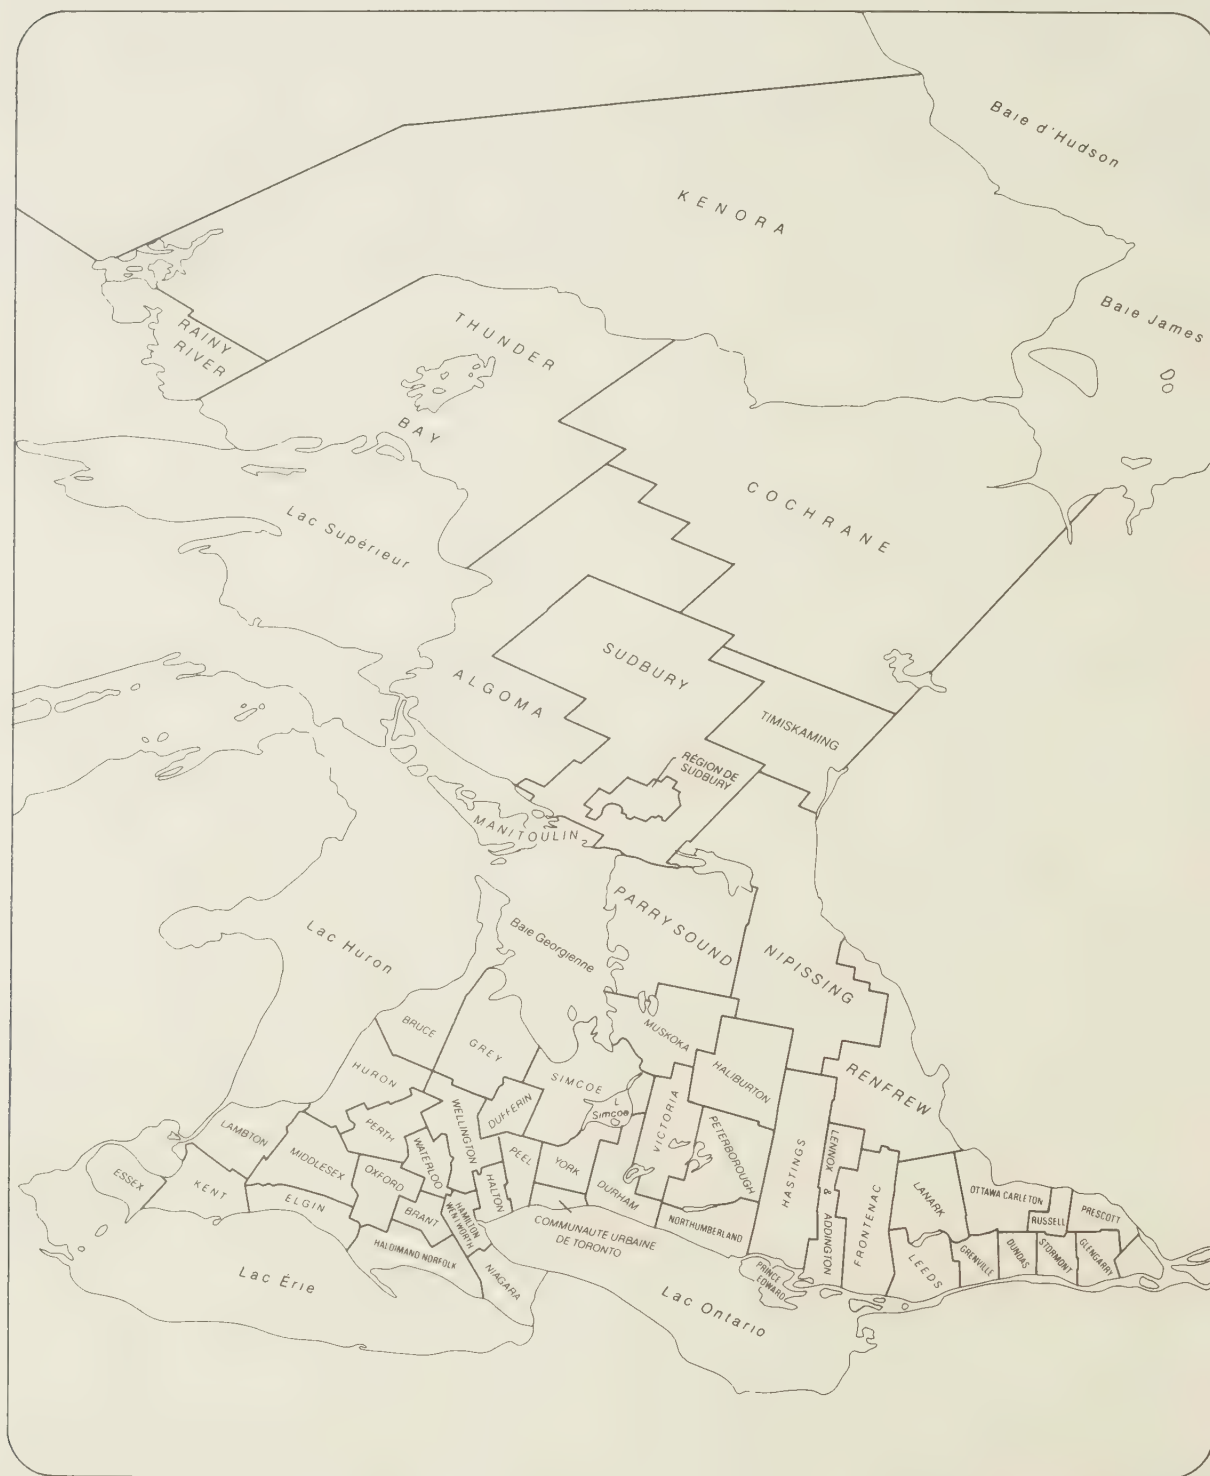 Baie d'Hudson
KENORA
Baie James
RAINY
RIVER
THUNDER
BAY
COCHRANE
Lac Supérieur
SUDBURY
ALGOMA
TIMISKAMING
RÉGION DE
SUDBURY
MANITOULIN
PARRY SOUND
Lac Huron
Baie Georgienne
NIPISSING
BRUCE
GREY
MUSKOKA
HURON
SIMCOE
HALIBURTON
RENFREW
L
Simcoe
DUFFERIN
WELLINGTON
VICTORIA
PETERBOROUGH
LAMBTON
PERTH
WATERLOO
PEEL
YORK
HASTINGS
LENNOX
&
ADDINGTON
MIDDLESEX
OXFORD
HALTON
DURHAM
FRONTENAC
LANARK
OTTAWA CARLETON
ESSEX
KENT
ELGIN
BRANT
HAMILTON
WENTWORTH
COMMUNAUTE URBAINE
DE TORONTO
NORTHUMBERLAND
RUSSELL
PRESCOTT
HALDIMAND NORFOLK
NIAGARA
PRINCE
EDWARD
LEEDS
GRENVILLE
DUNDAS
STORMONT
GLENGARRY
Lac Érie
Lac Ontario